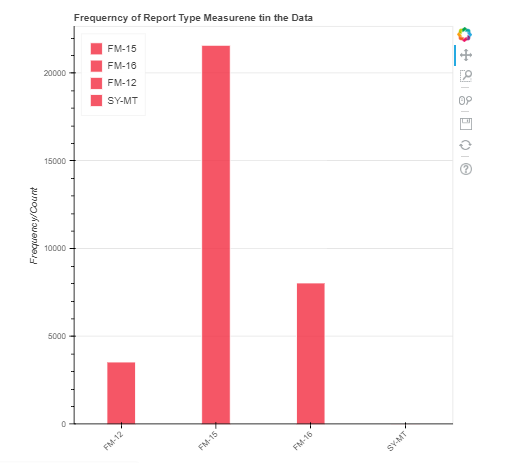 Frequerncy of Report Type Measurene tin the Data
FM-15
FM-16
FM-12
SY-MT
20000
15000
10000
5000
0
Frequency/Count
FM-12
FM-15
FM-16
SY-MT